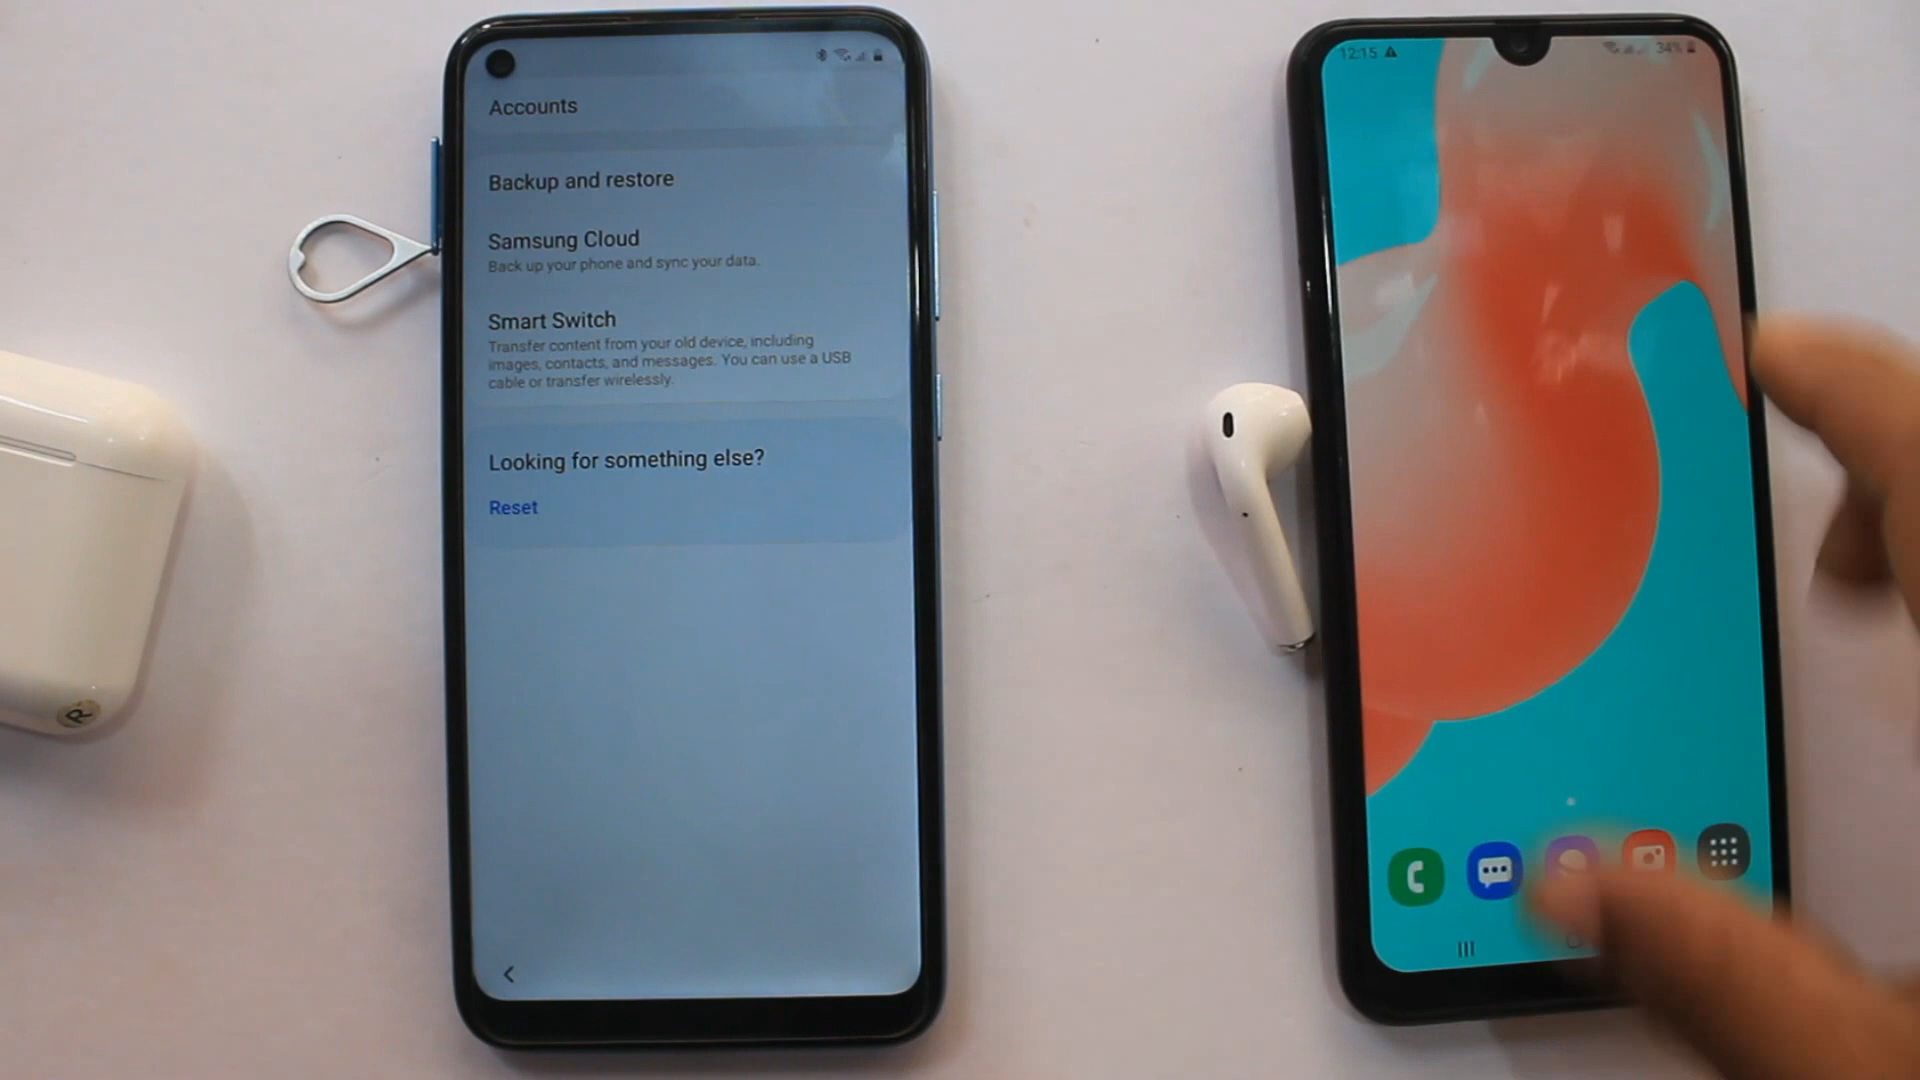 Accounts
Backup and restore
Samsung Cloud
Back up your phone and sync your data.
Smart Switch
Transfer content from your old device, including
images, contacts, and messages. You can use a USB
cable or transfer wirelessly.
Looking for something else?
Reset
12:15
34%
R